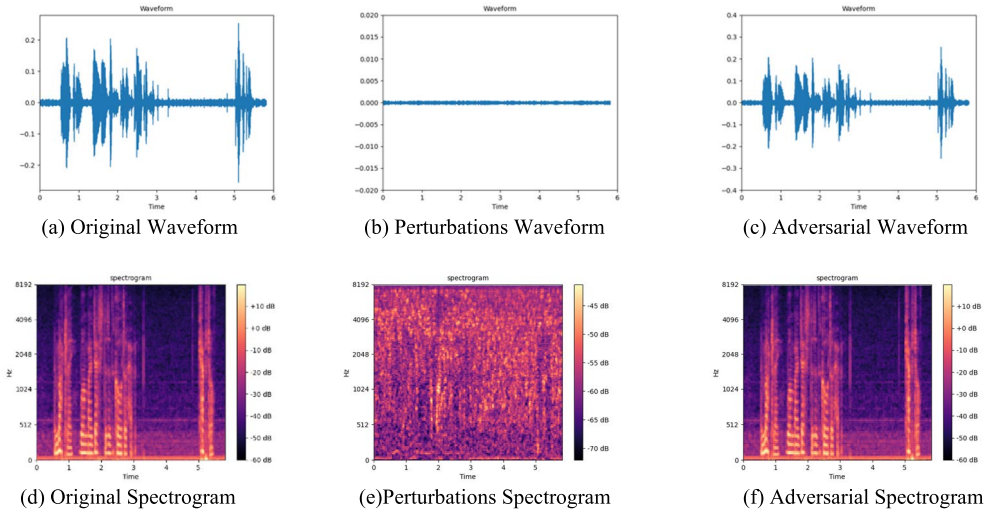 Waveform
0.2
0.1
0.0
−0.1
−0.2
0 1 2 3 4 5 6
Time
(a) Original Waveform
Waveform
0.020
0.015
0.010
0.005
0.000
−0.005
−0.010
−0.015
−0.020
0 1 2 3 4 5 6
Time
(b) Perturbations Waveform
Waveform
0.4
0.3
0.2
0.1
0.0
−0.1
−0.2
−0.3
−0.4
0 1 2 3 4 5 6
Time
(c) Adversarial Waveform
spectrogram
Hz
8192
4096
2048
1024
512
0
0 1 2 3 4 5
Time
+10 dB
+0 dB
-10 dB
-20 dB
-30 dB
-40 dB
-50 dB
-60 dB
(d) Original Spectrogram
spectrogram
Hz
8192
4096
2048
1024
512
0
0 1 2 3 4 5
Time
-45 dB
-50 dB
-55 dB
-60 dB
-65 dB
-70 dB
(e)Perturbations Spectrogram
spectrogram
Hz
8192
4096
2048
1024
512
0
0 1 2 3 4 5
Time
+10 dB
+0 dB
-10 dB
-20 dB
-30 dB
-40 dB
-50 dB
-60 dB
(f) Adversarial Spectrogram